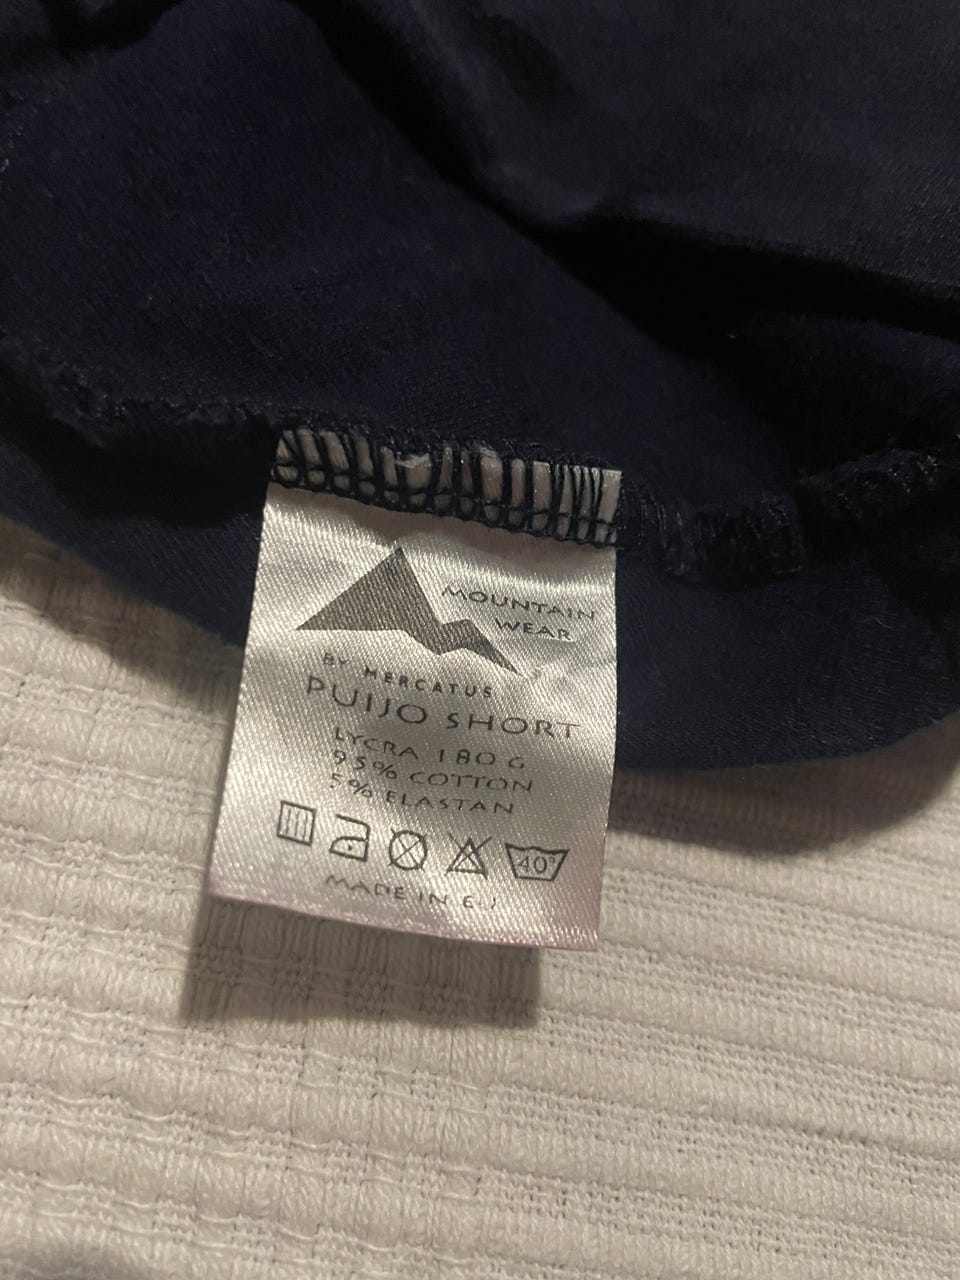 MOUNTAIN
WEAR
BY MERCATUS
PUIJO SHORT
LYCRA 180 G
95% COTTON
5% ELASTAN
40°
MADE IN EU